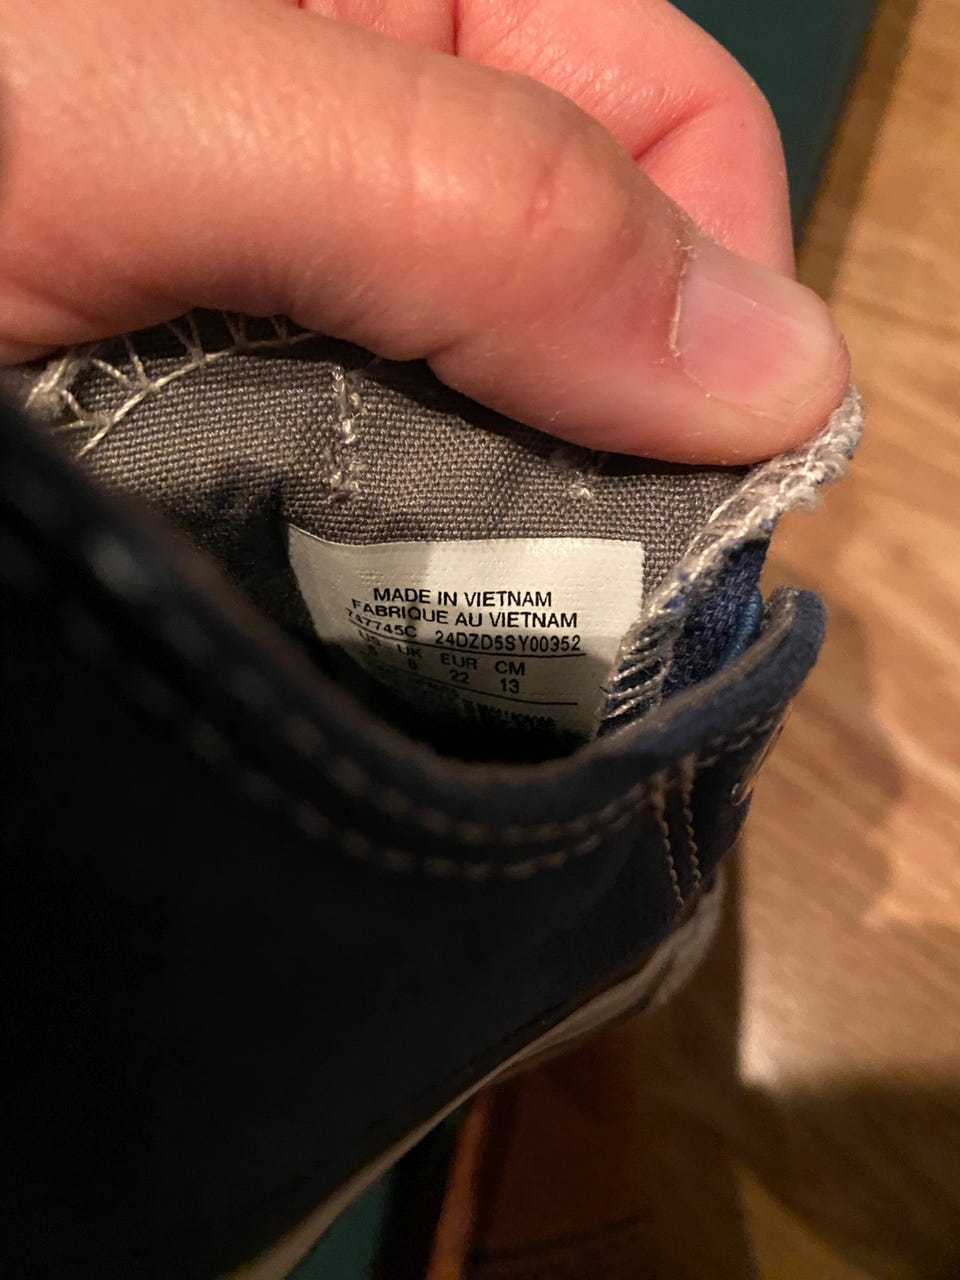 MADE IN VIETNAM
FABRIQUE AU VIETNAM
747745C 24DZD5SY00352
US UK EUR CM
22 13